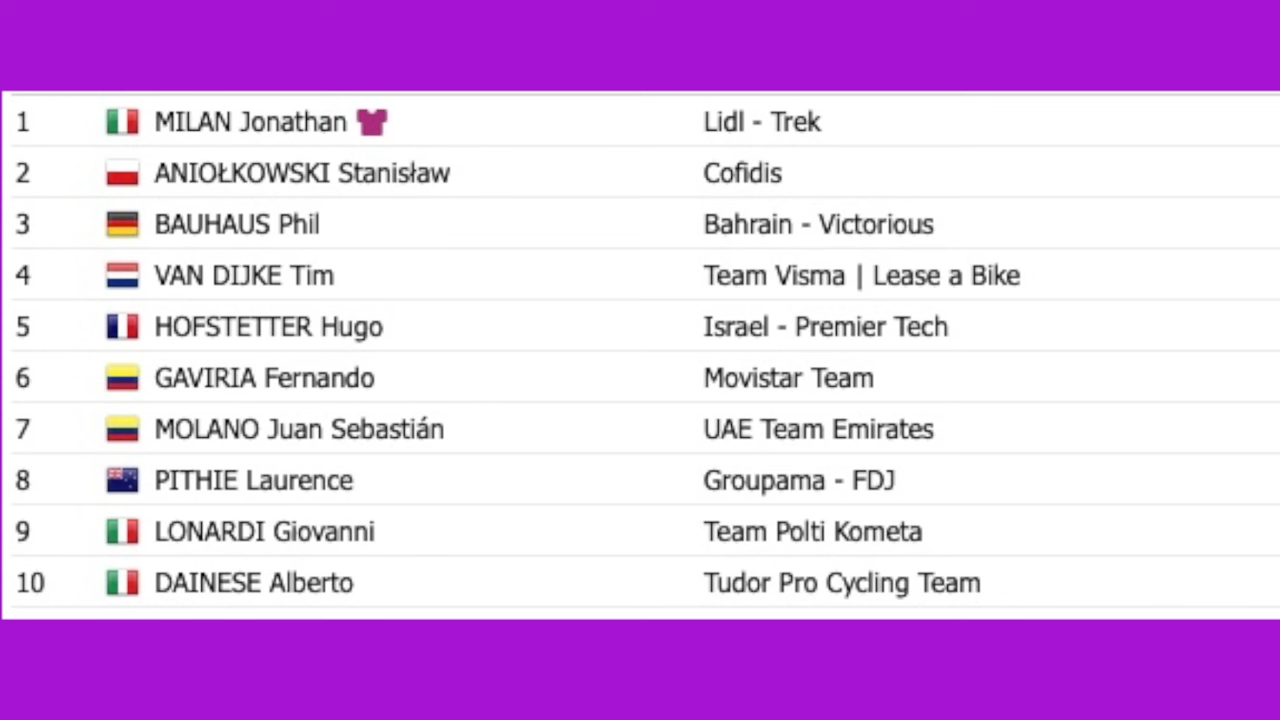 1 MILAN Jonathan Lidl - Trek
2 ANIOŁKOWSKI Stanisław Cofidis
3 BAUHAUS Phil Bahrain - Victorious
4 VAN DIJKE Tim Team Visma | Lease a Bike
5 HOFSTETTER Hugo Israel - Premier Tech
6 GAVIRIA Fernando Movistar Team
7 MOLANO Juan Sebastián UAE Team Emirates
8 PITHIE Laurence Groupama - FDJ
9 LONARDI Giovanni Team Polti Kometa
10 DAINESE Alberto Tudor Pro Cycling Team